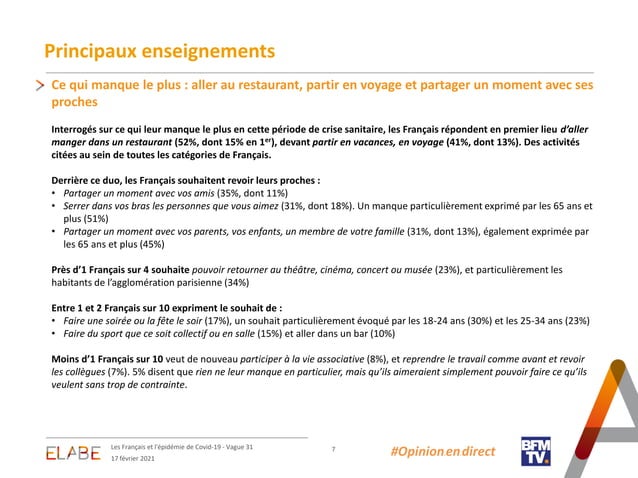 Principaux enseignements
Ce qui manque le plus : aller au restaurant, partir en voyage et partager un moment avec ses
proches
Interrogés sur ce qui leur manque le plus en cette période de crise sanitaire, les Français répondent en premier lieu d’aller
manger dans un restaurant (52%, dont 15% en 1er), devant partir en vacances, en voyage (41%, dont 13%). Des activités
citées au sein de toutes les catégories de Français.
Derrière ce duo, les Français souhaitent revoir leurs proches :
• Partager un moment avec vos amis (35%, dont 11%)
• Serrer dans vos bras les personnes que vous aimez (31%, dont 18%). Un manque particulièrement exprimé par les 65 ans et
plus (51%)
• Partager un moment avec vos parents, vos enfants, un membre de votre famille (31%, dont 13%), également exprimée par
les 65 ans et plus (45%)
Près d’1 Français sur 4 souhaite pouvoir retourner au théâtre, cinéma, concert ou musée (23%), et particulièrement les
habitants de l’agglomération parisienne (34%)
Entre 1 et 2 Français sur 10 expriment le souhait de :
• Faire une soirée ou la fête le soir (17%), un souhait particulièrement évoqué par les 18-24 ans (30%) et les 25-34 ans (23%)
• Faire du sport que ce soit collectif ou en salle (15%) et aller dans un bar (10%)
Moins d’1 Français sur 10 veut de nouveau participer à la vie associative (8%), et reprendre le travail comme avant et revoir
les collègues (7%). 5% disent que rien ne leur manque en particulier, mais qu’ils aimeraient simplement pouvoir faire ce qu’ils
veulent sans trop de contrainte.
ELABE
Les Français et l'épidémie de Covid-19 - Vague 31
17 février 2021
7
#Opinionendirect
BFM
TV.